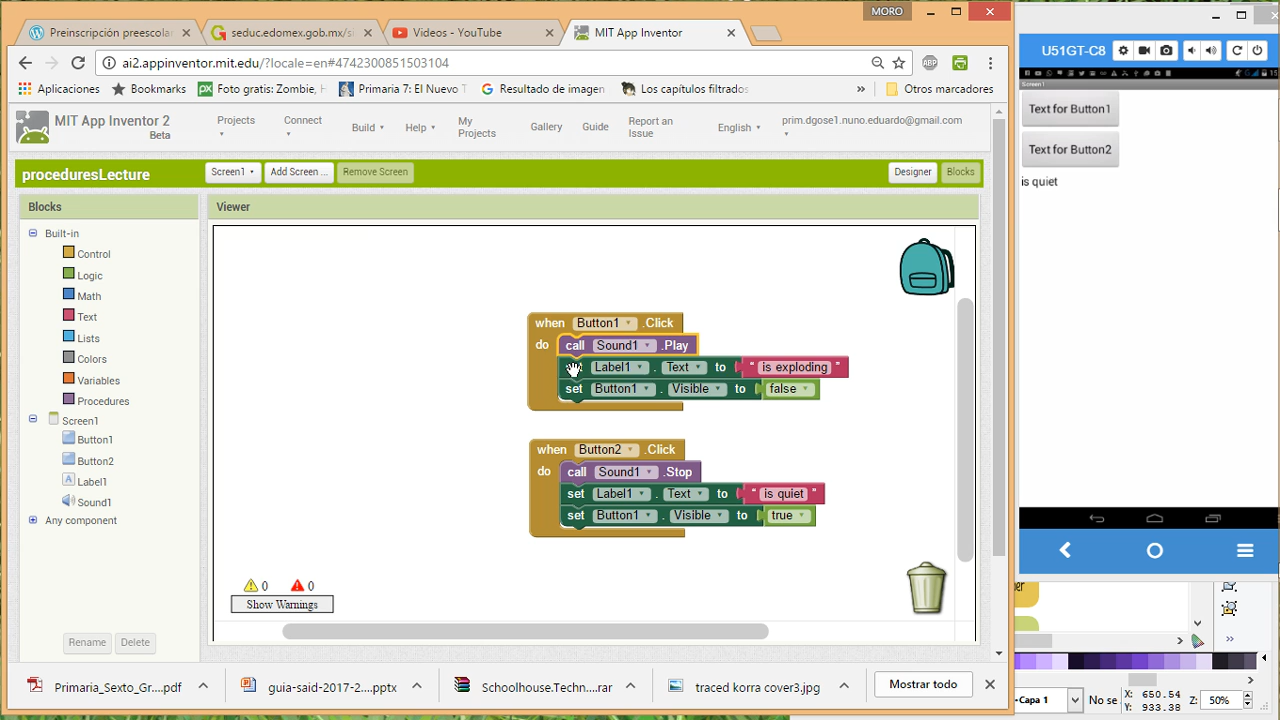 MORO
Preinscripción preescolar
seduc.edomex.gob.mx/si
Videos - YouTube
MIT App Inventor
ai2.appinventor.mit.edu/?locale=en#4742300851503104
ABP
Aplicaciones
Bookmarks
Foto gratis: Zombie, F
Primaria 7: El Nuevo T
Resultado de imagen
Los capítulos filtrados
»
Otros marcadores
MIT App Inventor 2
Beta
Projects
Connect
Build
Help
My Projects
Gallery
Guide
Report an Issue
English
prim.dgose1.nuno.eduardo@gmail.com
proceduresLecture
Screen1
Add Screen ...
Remove Screen
Designer
Blocks
Blocks
Viewer
Built-in
Control
Logic
Math
Text
Lists
Colors
Variables
Procedures
Screen1
Button1
Button2
Label1
Sound1
Any component
Rename
Delete
when Button1 .Click
do call Sound1 .Play
Label1 . Text to " is exploding "
set Button1 . Visible to false
when Button2 .Click
do call Sound1 .Stop
set Label1 . Text to " is quiet "
set Button1 . Visible to true
0 0
Show Warnings
U51GT-C8
Screen1
Text for Button1
Text for Button2
is quiet
Primaria_Sexto_Gr....pdf
guia-said-2017-2....pptx
Schoolhouse.Techn....rar
traced korra cover3.jpg
Mostrar todo
Capa 1
No se
X: 650.54
Y: 933.38
Z: 50%